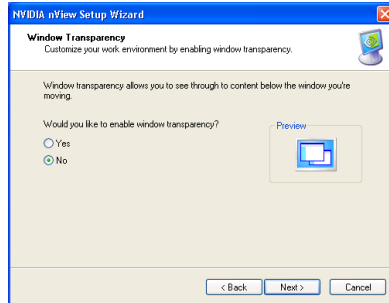 NVIDIA nView Setup Wizard
Window Transparency
Customize your work environment by enabling window transparency.
Window transparency allows you to see through to content below the window you're
moving.
Would you like to enable window transparency?
Preview
Yes
No
< Back
Next >
Cancel